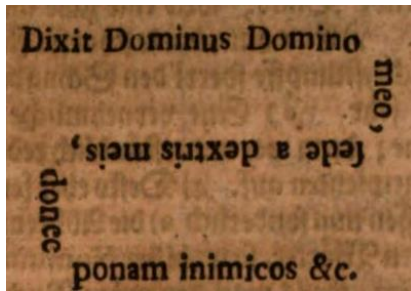 Dixit Dominus Domino
meo,
ſede a dextris meis,
donec
ponam inimicos &c.